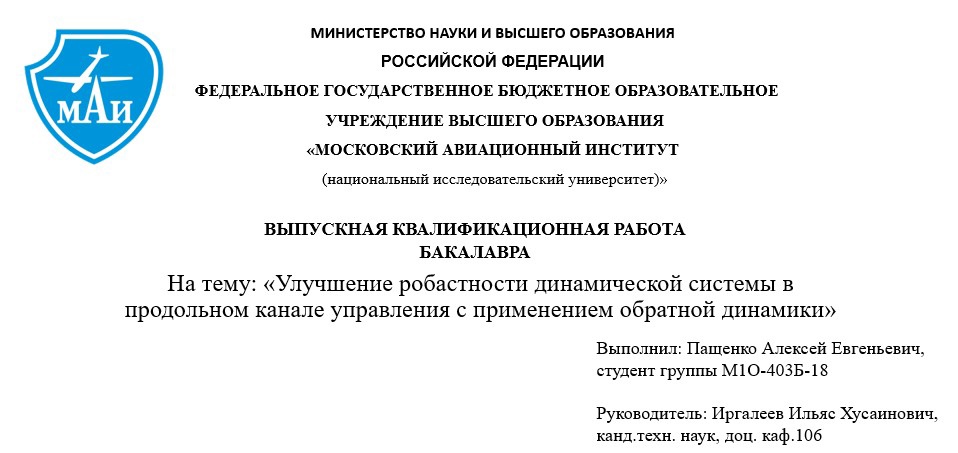 МАИ
МИНИСТЕРСТВО НАУКИ И ВЫСШЕГО ОБРАЗОВАНИЯ
РОССИЙСКОЙ ФЕДЕРАЦИИ
ФЕДЕРАЛЬНОЕ ГОСУДАРСТВЕННОЕ БЮДЖЕТНОЕ ОБРАЗОВАТЕЛЬНОЕ
УЧРЕЖДЕНИЕ ВЫСШЕГО ОБРАЗОВАНИЯ
«МОСКОВСКИЙ АВИАЦИОННЫЙ ИНСТИТУТ
(национальный исследовательский университет)»
ВЫПУСКНАЯ КВАЛИФИКАЦИОННАЯ РАБОТА
БАКАЛАВРА
На тему: «Улучшение робастности динамической системы в
продольном канале управления с применением обратной динамики»
Выполнил: Пащенко Алексей Евгеньевич,
студент группы М1О-403Б-18
Руководитель: Иргалеев Ильяс Хусаинович,
канд.техн. наук, доц. каф.106